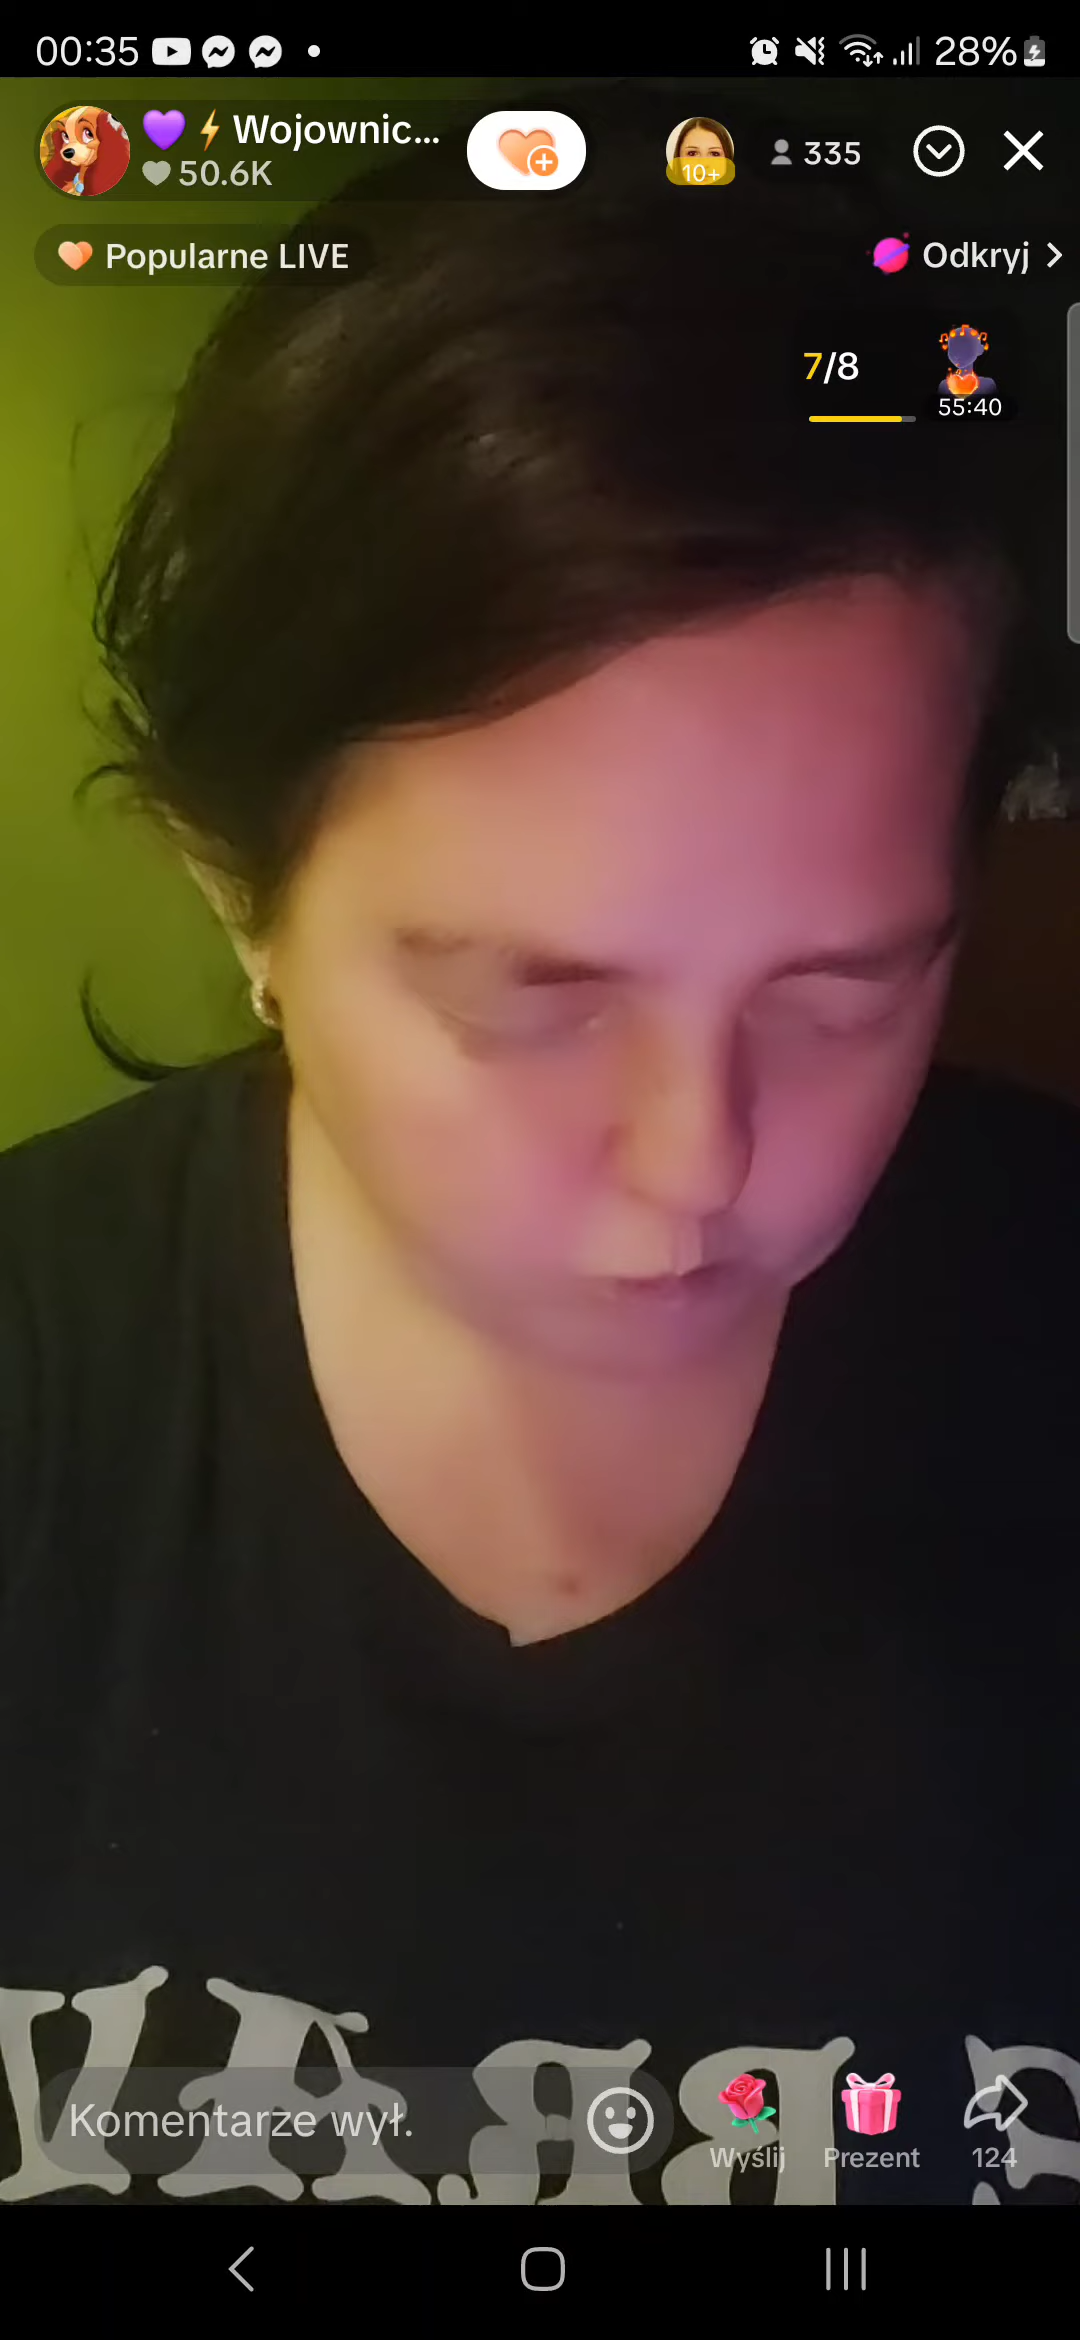 00:35
28%
💜⚡Wojownic...
50.6K
10+
335
Popularne LIVE
Odkryj
7/8
55:40
Komentarze wył.
Wyślij
Prezent
124